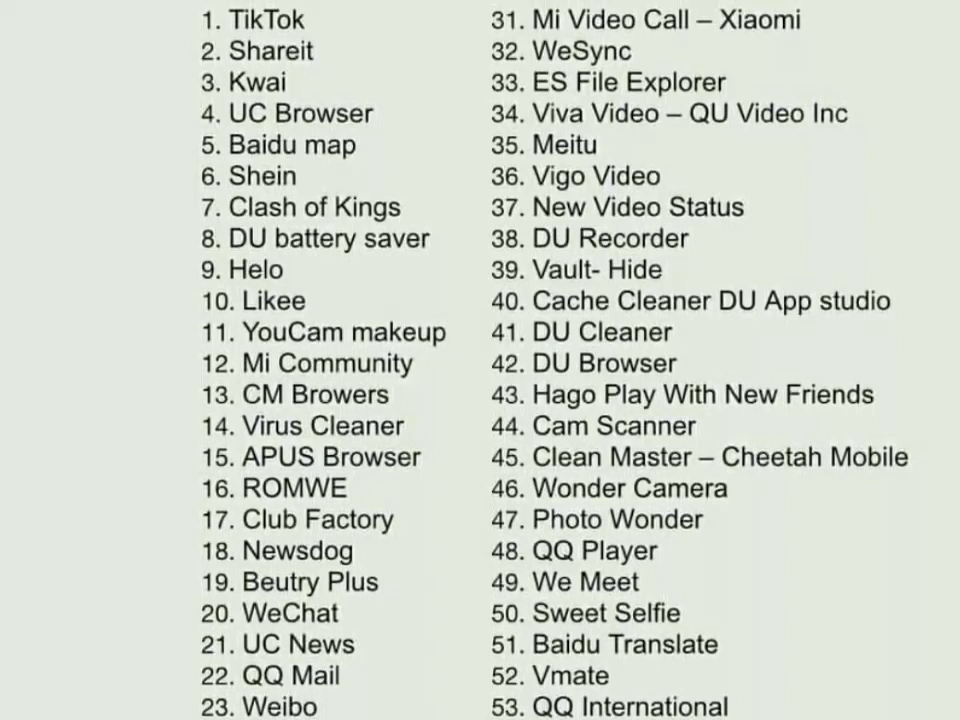 1. TikTok
2. Shareit
3. Kwai
4. UC Browser
5. Baidu map
6. Shein
7. Clash of Kings
8. DU battery saver
9. Helo
10. Likee
11. YouCam makeup
12. Mi Community
13. CM Browers
14. Virus Cleaner
15. APUS Browser
16. ROMWE
17. Club Factory
18. Newsdog
19. Beutry Plus
20. WeChat
21. UC News
22. QQ Mail
23. Weibo
31. Mi Video Call – Xiaomi
32. WeSync
33. ES File Explorer
34. Viva Video – QU Video Inc
35. Meitu
36. Vigo Video
37. New Video Status
38. DU Recorder
39. Vault- Hide
40. Cache Cleaner DU App studio
41. DU Cleaner
42. DU Browser
43. Hago Play With New Friends
44. Cam Scanner
45. Clean Master – Cheetah Mobile
46. Wonder Camera
47. Photo Wonder
48. QQ Player
49. We Meet
50. Sweet Selfie
51. Baidu Translate
52. Vmate
53. QQ International